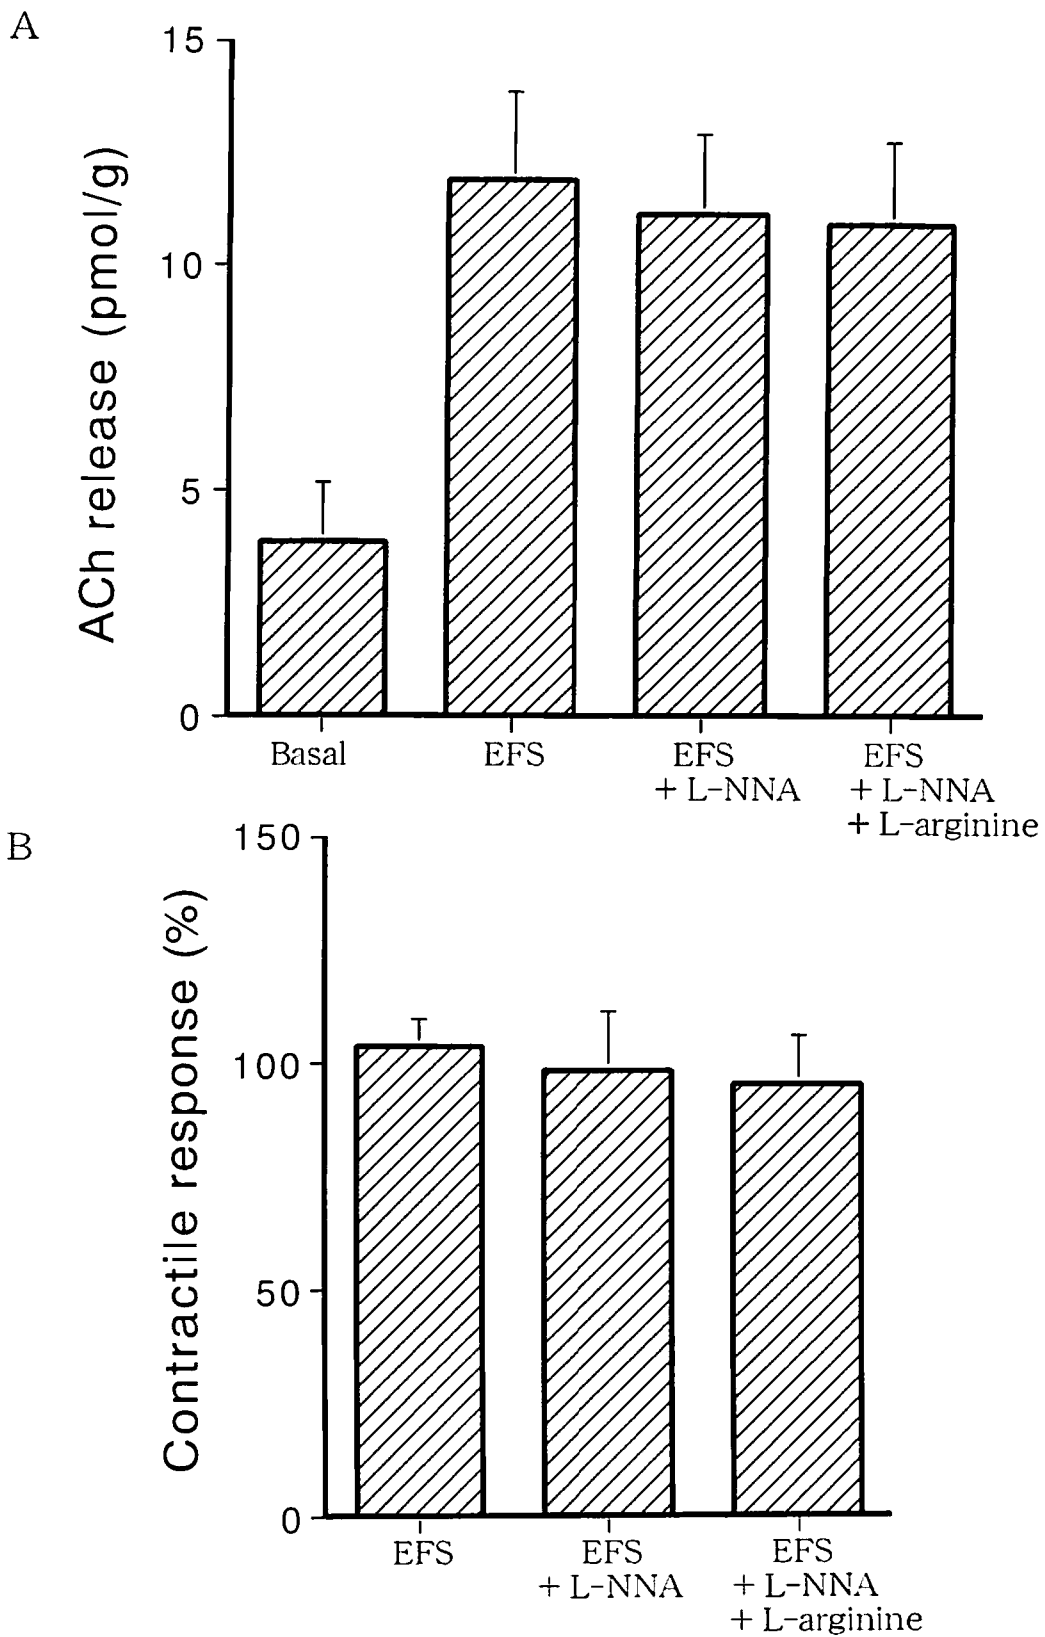 A
15
10
5
0
ACh release (pmol/g)
Basal
EFS
EFS
+ L-NNA
EFS
+ L-NNA
+ L-arginine
B
150
100
50
0
Contractile response (%)
EFS
EFS
+ L-NNA
EFS
+ L-NNA
+ L-arginine